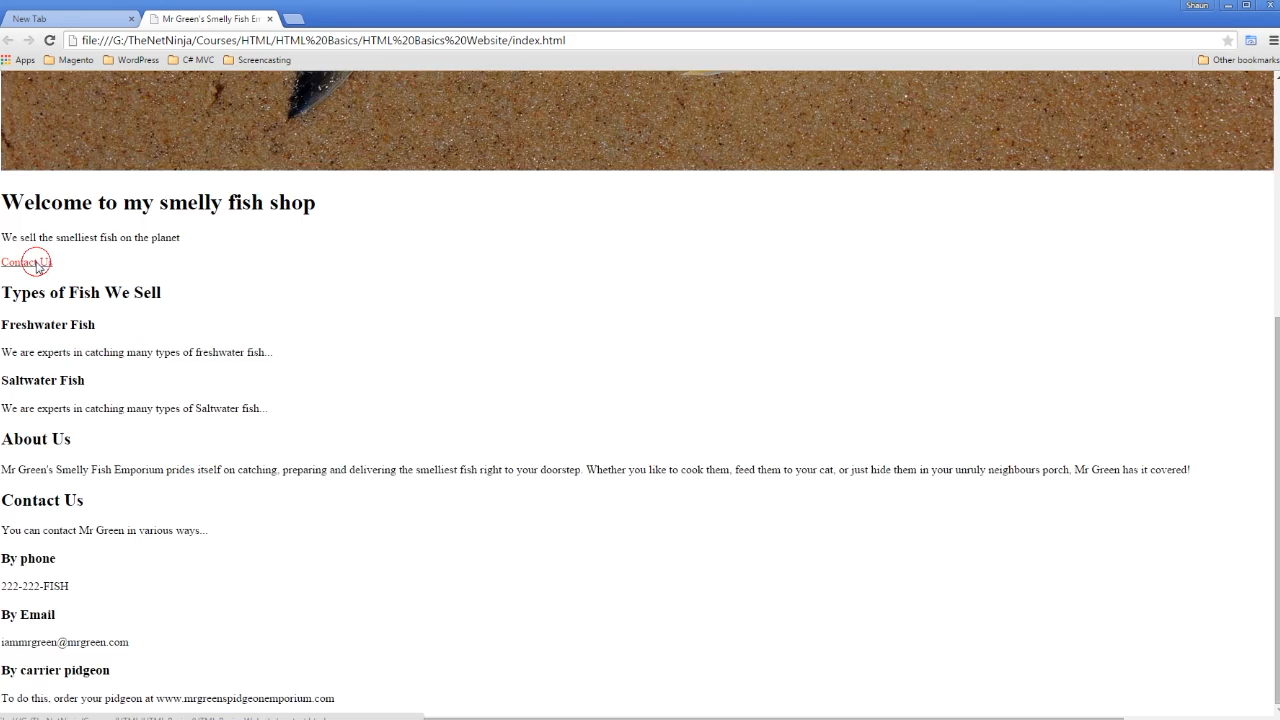 Shaun
New Tab
Mr Green's Smelly Fish Em
file:///G:/TheNetNinja/Courses/HTML/HTML%20Basics/HTML%20Basics%20Website/index.html
Apps Magento WordPress C# MVC Screencasting Other bookmarks
Welcome to my smelly fish shop
We sell the smelliest fish on the planet
Contact Us
Types of Fish We Sell
Freshwater Fish
We are experts in catching many types of freshwater fish...
Saltwater Fish
We are experts in catching many types of Saltwater fish...
About Us
Mr Green's Smelly Fish Emporium prides itself on catching, preparing and delivering the smelliest fish right to your doorstep. Whether you like to cook them, feed them to your cat, or just hide them in your unruly neighbours porch, Mr Green has it covered!
Contact Us
You can contact Mr Green in various ways...
By phone
222-222-FISH
By Email
iammrgreen@mrgreen.com
By carrier pidgeon
To do this, order your pidgeon at www.mrgreenspidgeonemporium.com